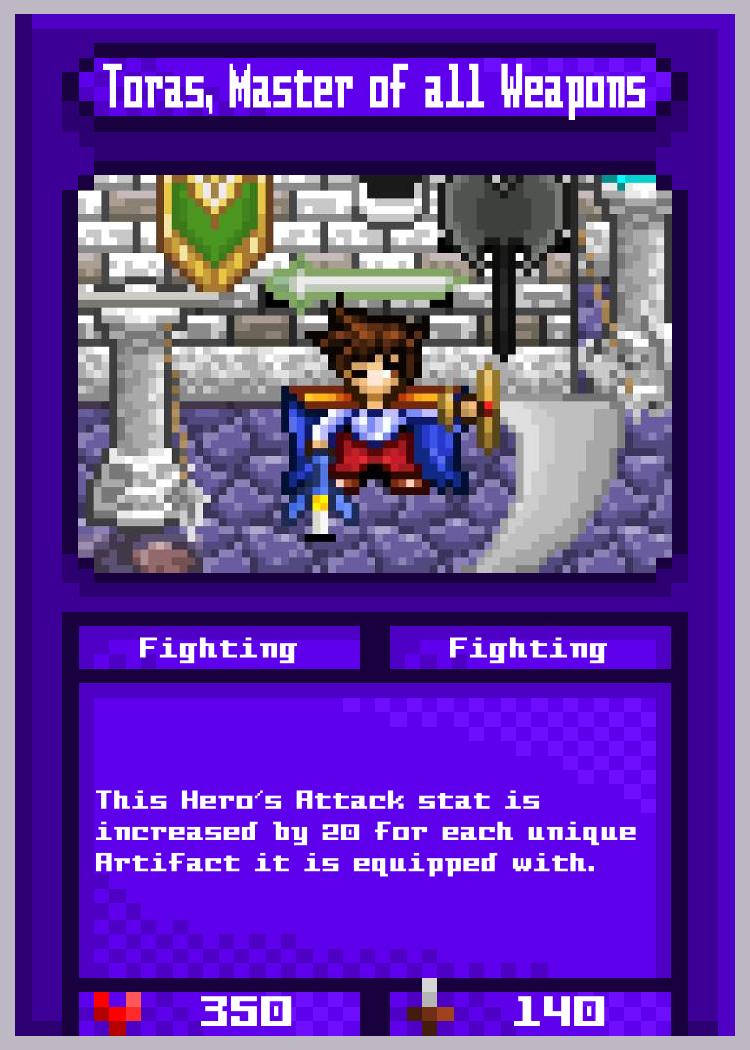 Toras, Master of all Weapons
Fighting
Fighting
This Hero's Attack stat is
increased by 20 for each unique
Artifact it is equipped with.
350
140